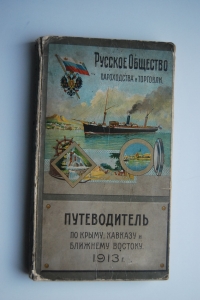 Русское Общество
пароходства и торговли.
ПУТЕВОДИТЕЛЬ
ПО КРЫМУ, КАВКАЗУ и
БЛИЖНЕМУ ВОСТОКУ.
1913 г.